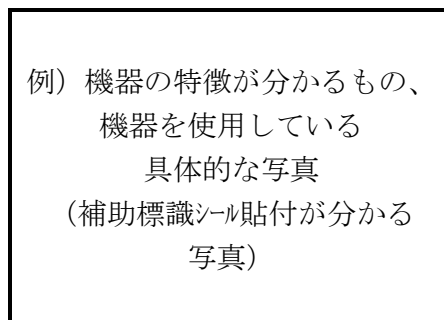 例）機器の特徴が分かるもの、
機器を使用している
具体的な写真
（補助標識ｼｰﾙ貼付が分かる
写真）